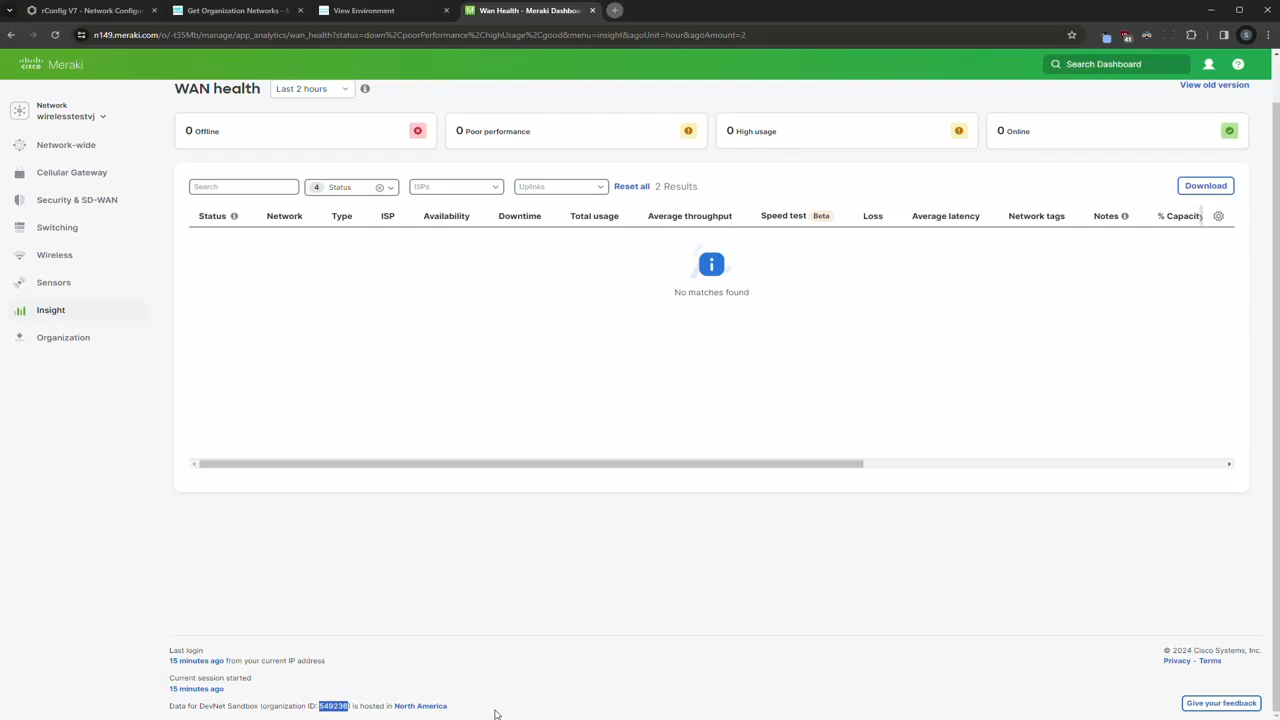 rConfig V7 - Network Configu
Get Organization Networks - M
View Environment
Wan Health - Meraki Dashboa
n149.meraki.com/o/-t35Mb/manage/app_analytics/wan_health?status=down%2CpoorPerformance%2ChighUsage%2Cgood&menu=insight&agoUnit=hour&agoAmount=2
S
CISCO Meraki
Search Dashboard
Network
wirelesstestvj
Network-wide
Cellular Gateway
Security & SD-WAN
Switching
Wireless
Sensors
Insight
Organization
WAN health
Last 2 hours
View old version
0 Offline
0 Poor performance
0 High usage
0 Online
Search
4 Status
ISPs
Uplinks
Reset all
2 Results
Download
Status Network Type ISP Availability Downtime Total usage Average throughput Speed test Beta Loss Average latency Network tags Notes % Capacity
No matches found
Last login
15 minutes ago from your current IP address
Current session started
15 minutes ago
Data for DevNet Sandbox (organization ID: 549236) is hosted in North America
© 2024 Cisco Systems, Inc.
Privacy - Terms
Give your feedback